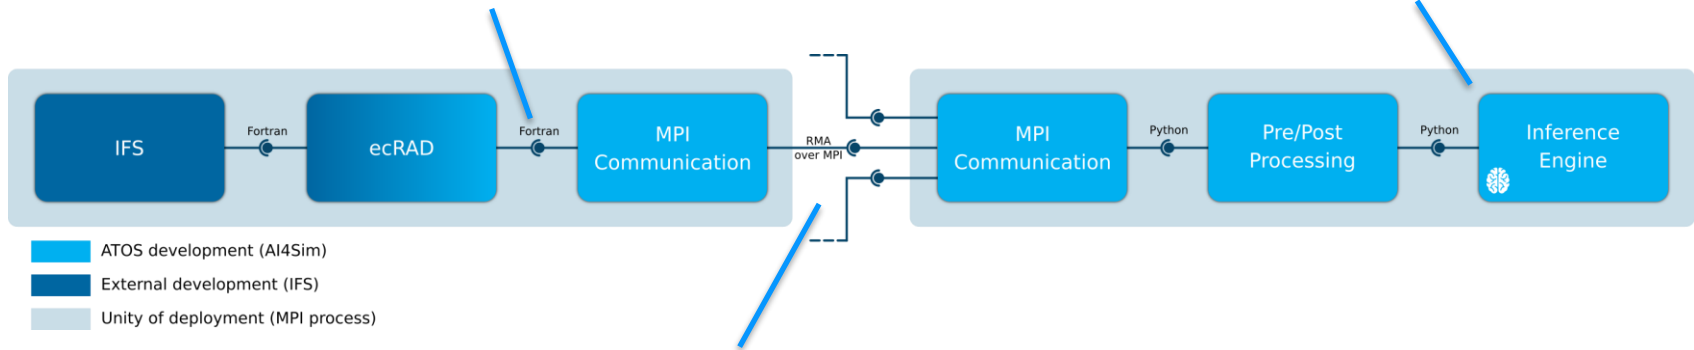 IFS
Fortran
ecRAD
Fortran
MPI
Communication
RMA
over MPI
MPI
Communication
Python
Pre/Post
Processing
Python
Inference
Engine
ATOS development (AI4Sim)
External development (IFS)
Unity of deployment (MPI process)